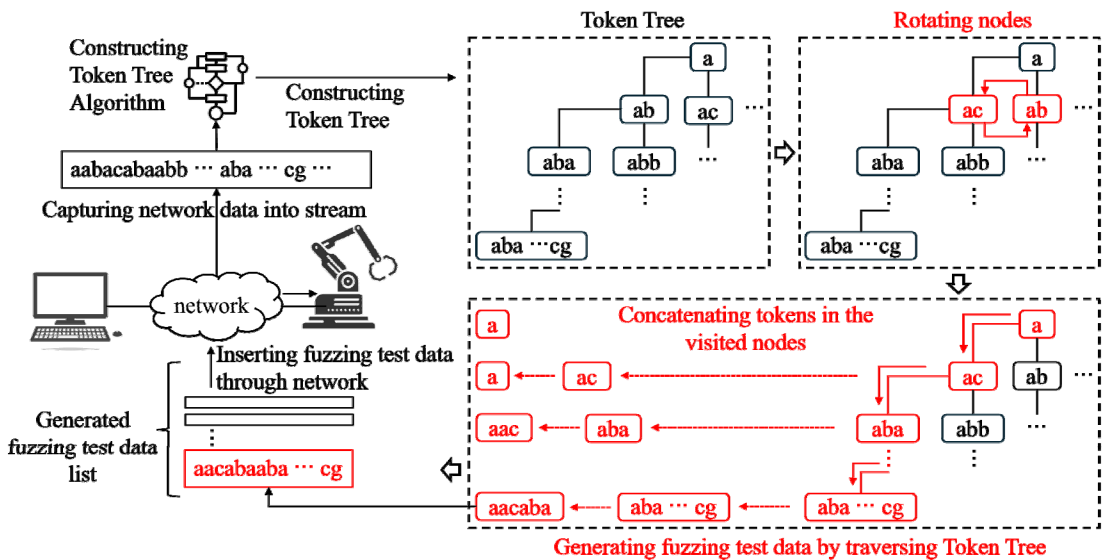 Constructing
Token Tree
Algorithm
Constructing
Token Tree
aabacabaabb ··· aba ··· cg ···
Capturing network data into stream
network
Inserting fuzzing test data
through network
Generated
fuzzing test data
list
⋮
aacabaaba ··· cg
Token Tree
a
ab
ac
···
aba
abb
···
⋮
⋮
aba ···cg
Rotating nodes
a
ac
ab
···
aba
abb
···
⋮
⋮
aba ···cg
Concatenating tokens in the
visited nodes
a
a
a
ac
ac
ab
···
aac
aba
aba
abb
···
⋮
⋮
aacaba
aba ··· cg
aba ··· cg
Generating fuzzing test data by traversing Token Tree